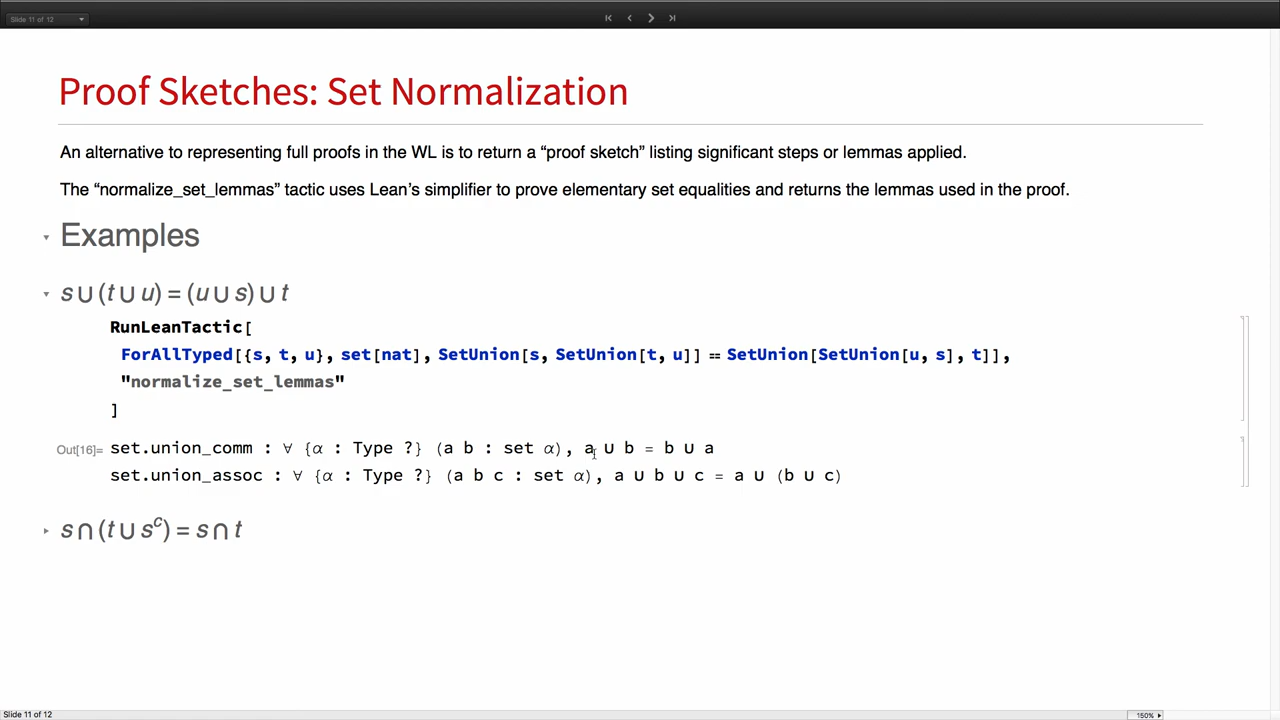 Slide 11 of 12
Proof Sketches: Set Normalization
An alternative to representing full proofs in the WL is to return a “proof sketch” listing significant steps or lemmas applied.
The “normalize_set_lemmas” tactic uses Lean’s simplifier to prove elementary set equalities and returns the lemmas used in the proof.
Examples
s ∪ (t ∪ u) = (u ∪ s) ∪ t
RunLeanTactic[
ForAllTyped[{s, t, u}, set[nat], SetUnion[s, SetUnion[t, u]] == SetUnion[SetUnion[u, s], t]],
"normalize_set_lemmas"
]
Out[16]= set.union_comm : ∀ {α : Type ?} (a b : set α), a ∪ b = b ∪ a
set.union_assoc : ∀ {α : Type ?} (a b c : set α), a ∪ b ∪ c = a ∪ (b ∪ c)
s ∩ (t ∪ sᶜ) = s ∩ t
Slide 11 of 12
150%